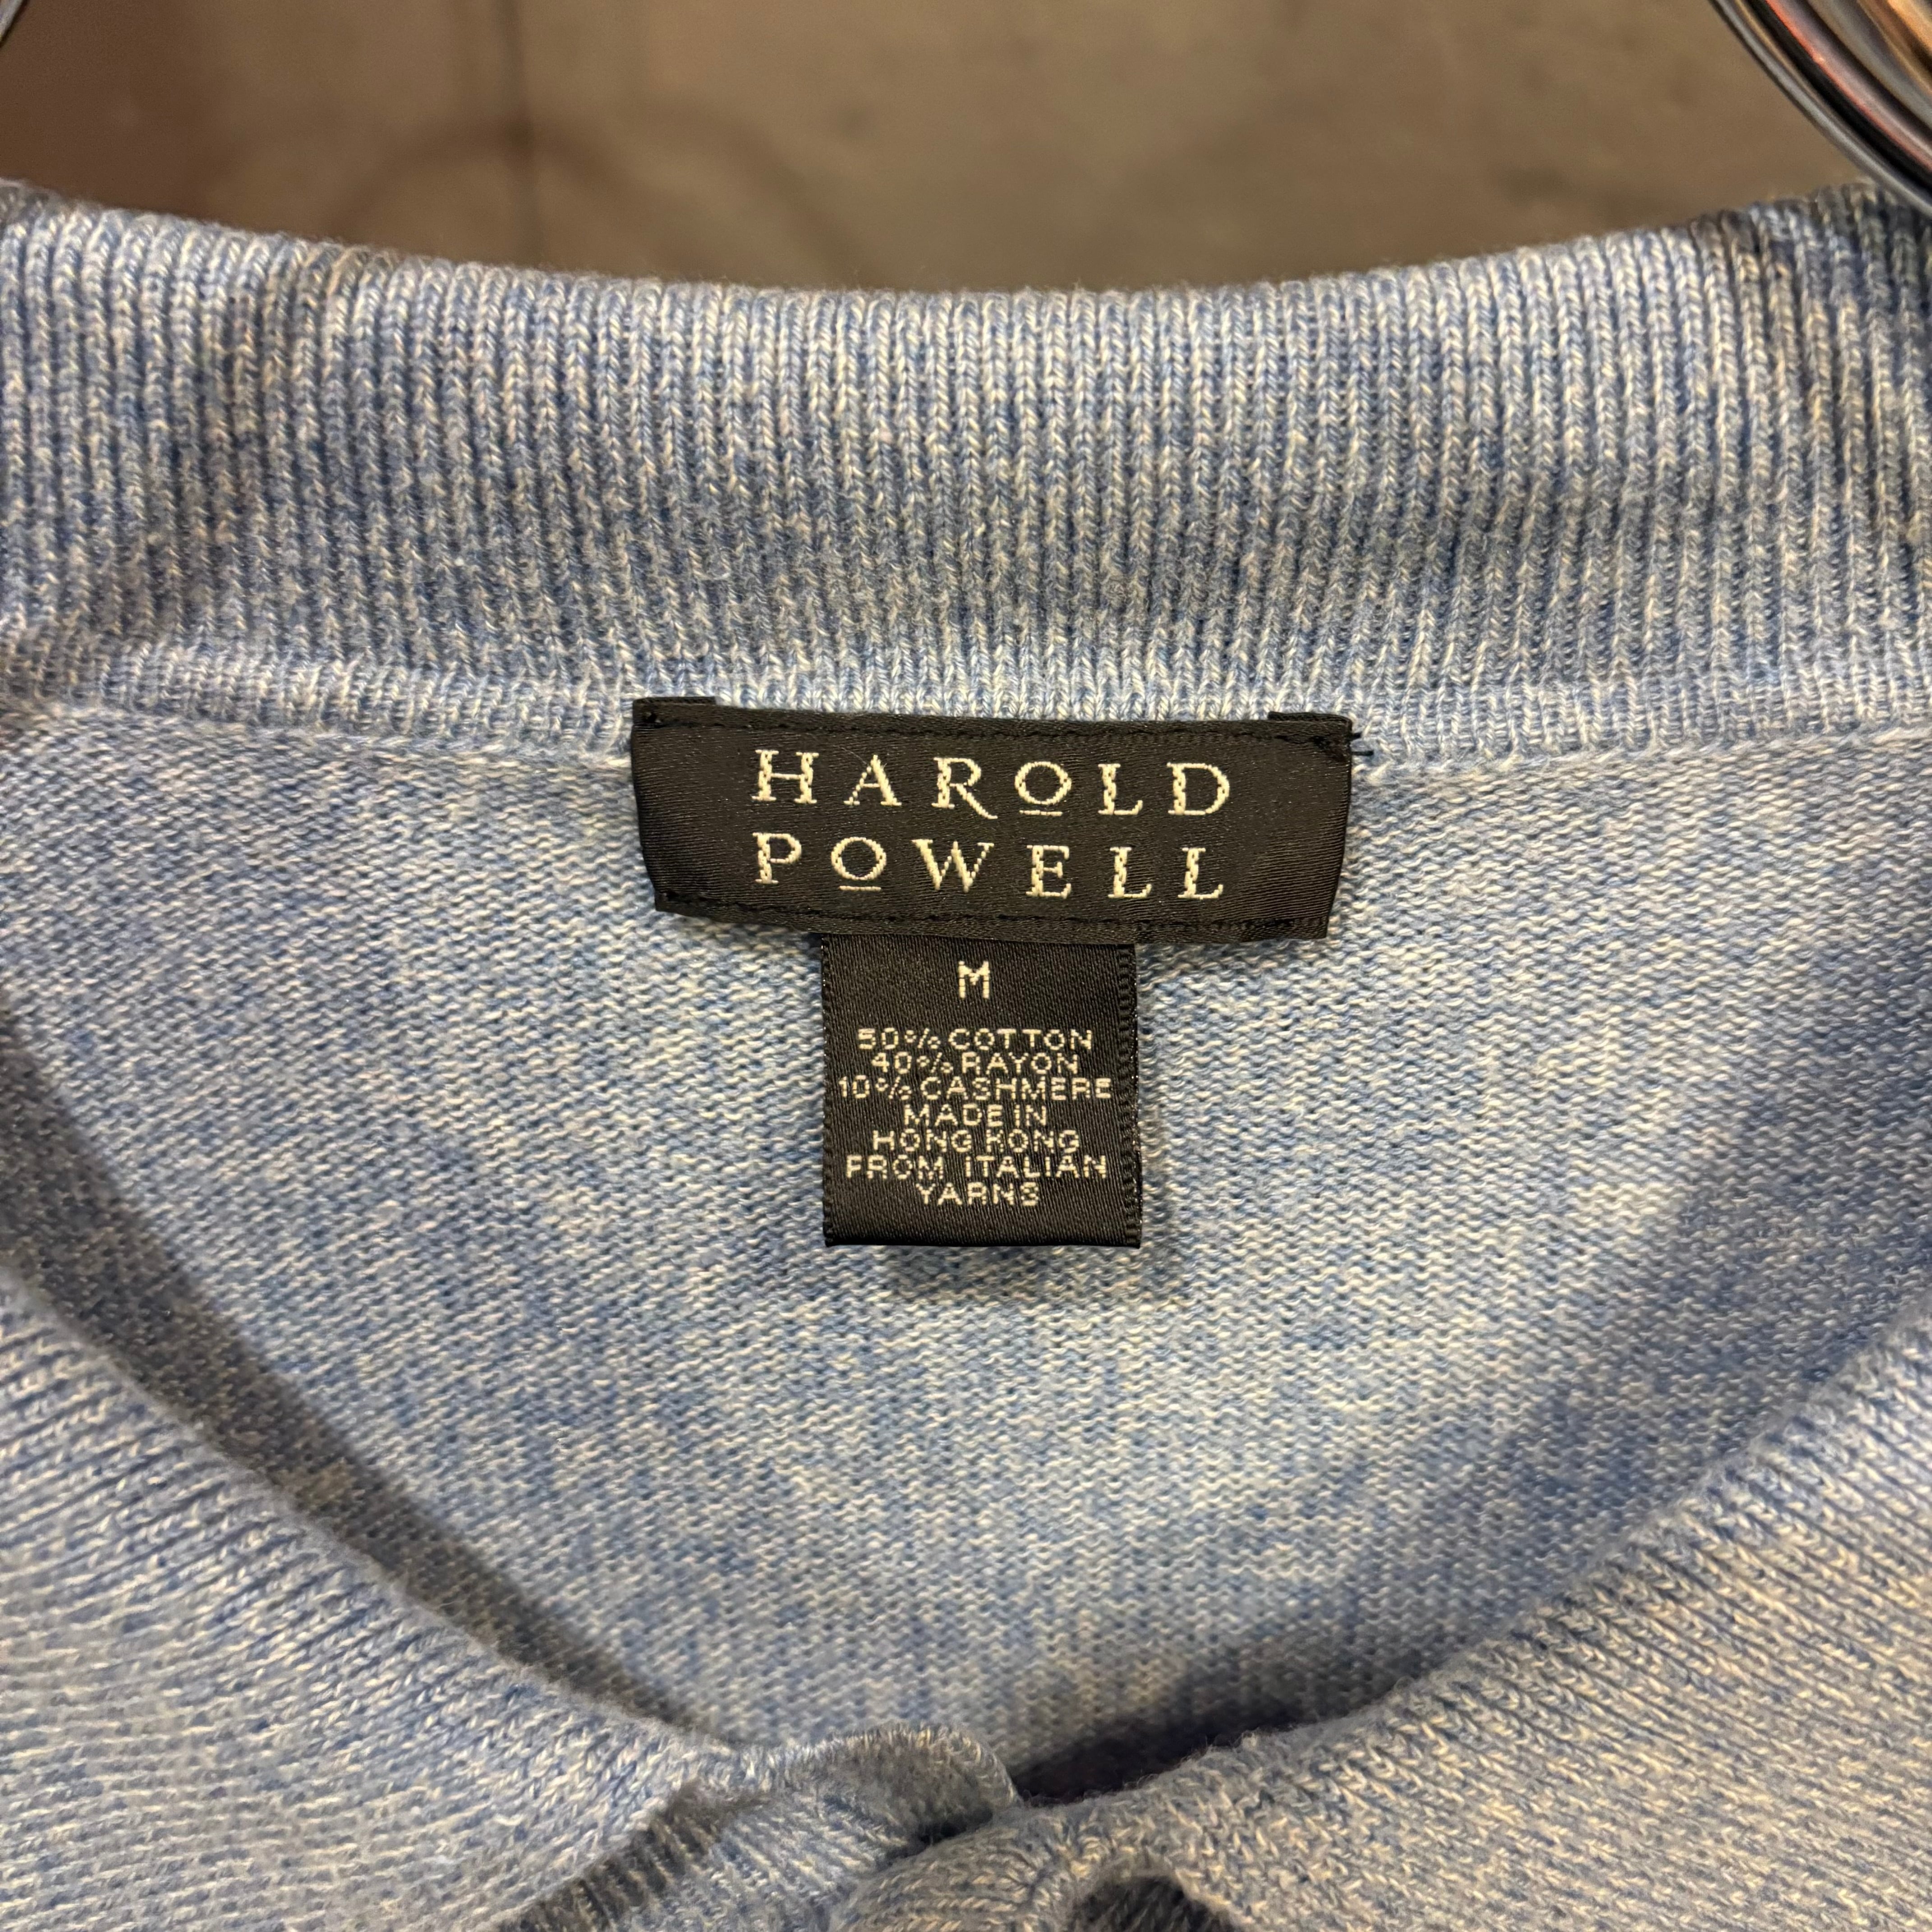 HAROLD
POWELL
M
50% COTTON
40% RAYON
10% CASHMERE
MADE IN
HONG KONG
FROM ITALIAN
YARNS